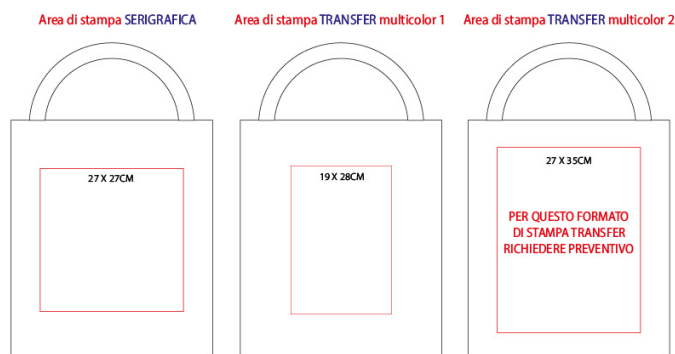 Area di stampa SERIGRAFICA
Area di stampa TRANSFER multicolor 1
Area di stampa TRANSFER multicolor 2
27 X 27CM
19 X 28CM
27 X 35CM
PER QUESTO FORMATO
DI STAMPA TRANSFER
RICHIEDERE PREVENTIVO